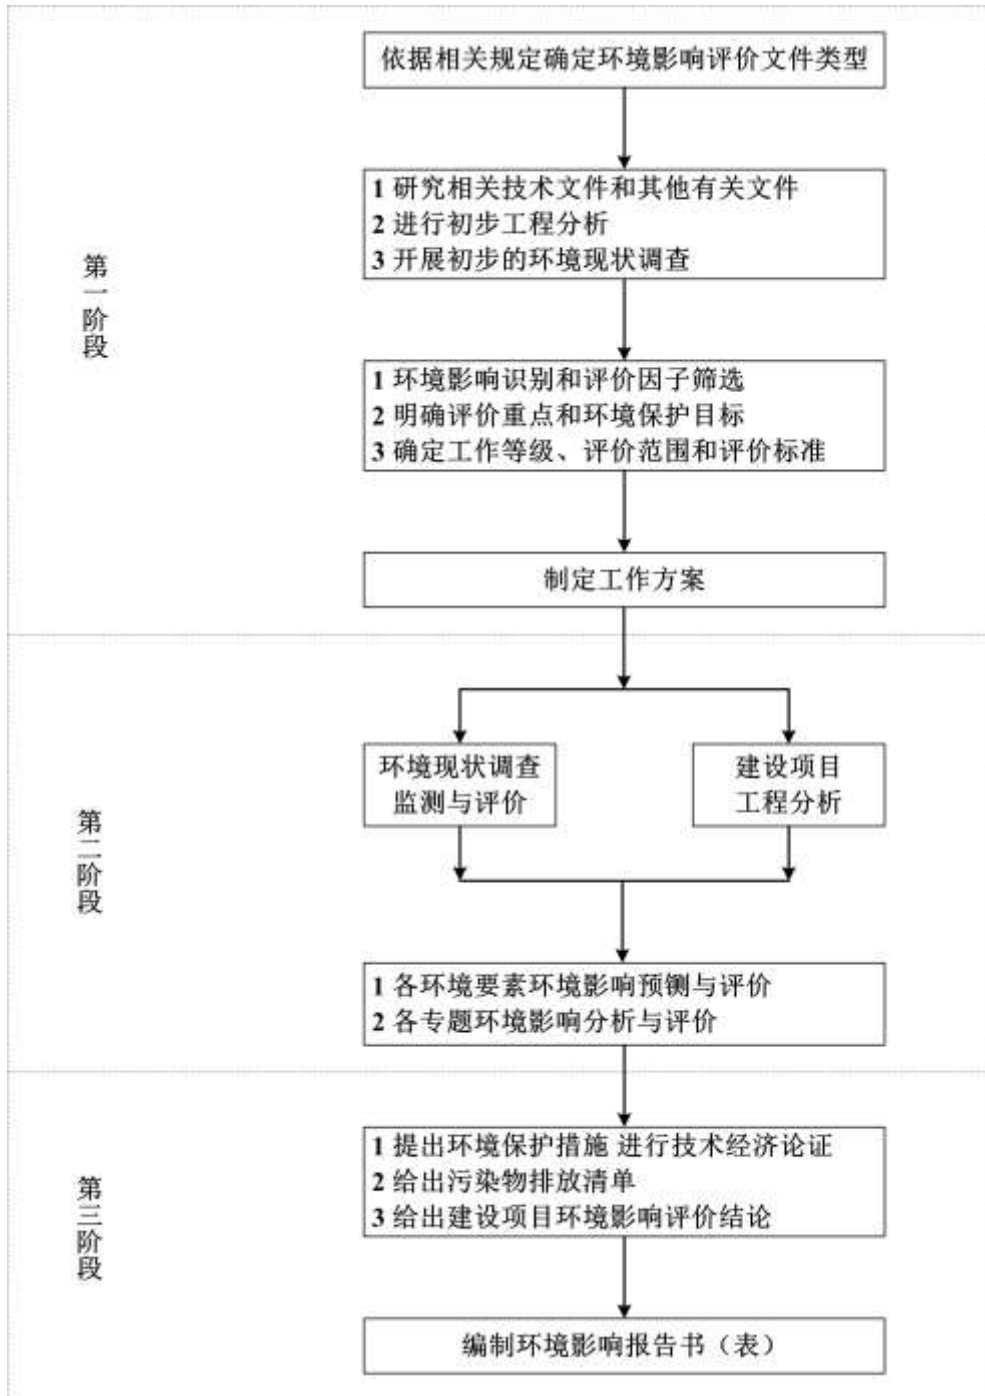 依据相关规定确定环境影响评价文件类型
1 研究相关技术文件和其他有关文件
2 进行初步工程分析
3 开展初步的环境现状调查
第一阶段
1 环境影响识别和评价因子筛选
2 明确评价重点和环境保护目标
3 确定工作等级、评价范围和评价标准
制定工作方案
环境现状调查
监测与评价
建设项目
工程分析
第二阶段
1 各环境要素环境影响预测与评价
2 各专题环境影响分析与评价
1 提出环境保护措施 进行技术经济论证
2 给出污染物排放清单
3 给出建设项目环境影响评价结论
第三阶段
编制环境影响报告书（表）